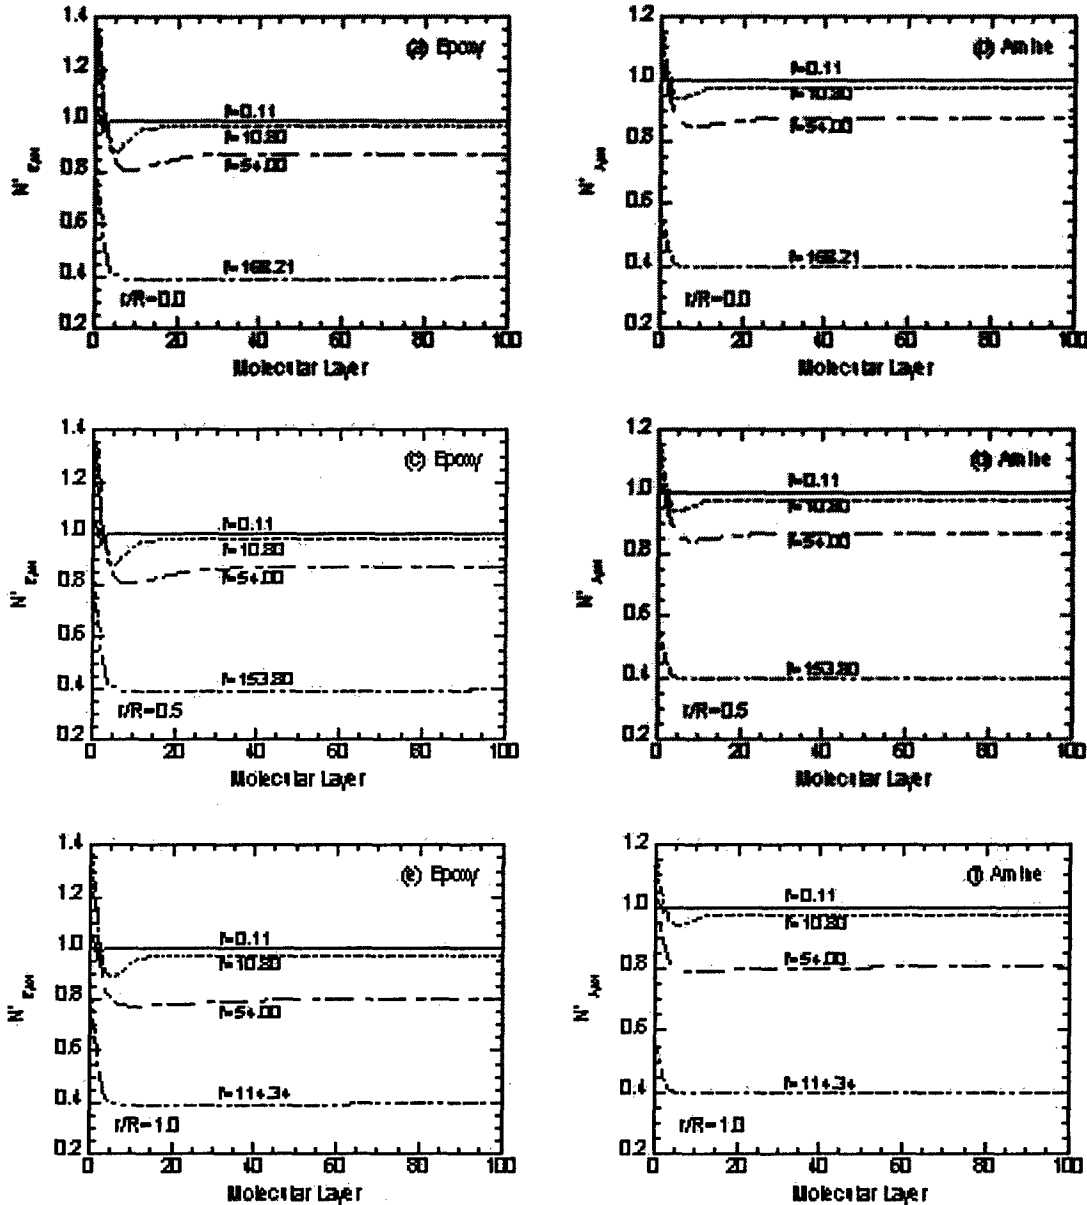 1.4
1.2
1.0
0.8
0.6
0.4
0.2
(a) Epoxy
t=0.11
t=10.80
t=54.00
t=168.21
r/R=0.0
0 20 40 60 80 100
Molecular Layer
1.2
1.0
0.8
0.6
0.4
0.2
(b) Amine
t=0.11
t=10.80
t=54.00
t=168.21
r/R=0.0
0 20 40 60 80 100
Molecular Layer
1.4
1.2
1.0
0.8
0.6
0.4
0.2
(c) Epoxy
t=0.11
t=10.80
t=54.00
t=153.80
r/R=0.5
0 20 40 60 80 100
Molecular Layer
1.2
1.0
0.8
0.6
0.4
0.2
(d) Amine
t=0.11
t=10.80
t=54.00
t=153.80
r/R=0.5
0 20 40 60 80 100
Molecular Layer
1.4
1.2
1.0
0.8
0.6
0.4
0.2
(e) Epoxy
t=0.11
t=10.80
t=54.00
t=114.34
r/R=1.0
0 20 40 60 80 100
Molecular Layer
1.2
1.0
0.8
0.6
0.4
0.2
(f) Amine
t=0.11
t=10.80
t=54.00
t=114.34
r/R=1.0
0 20 40 60 80 100
Molecular Layer